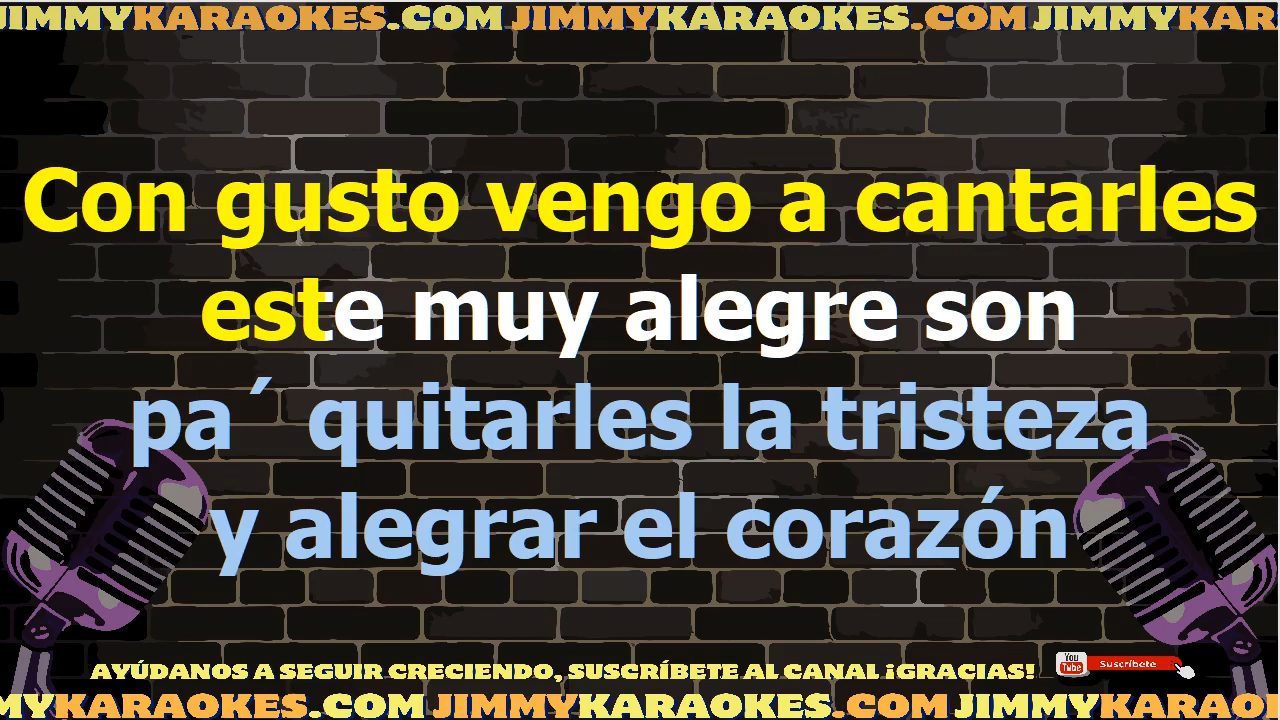 JIMMYKARAOKES.COM JIMMYKARAOKES.COM JIMMYKAR
Con gusto vengo a cantarles
este muy alegre son
pa´ quitarles la tristeza
y alegrar el corazón
AYÚDANOS A SEGUIR CRECIENDO, SUSCRÍBETE AL CANAL ¡GRACIAS!
You Tube Suscríbete
MYKARAOKES.COM JIMMYKARAOKES.COM JIMMYKARAOK